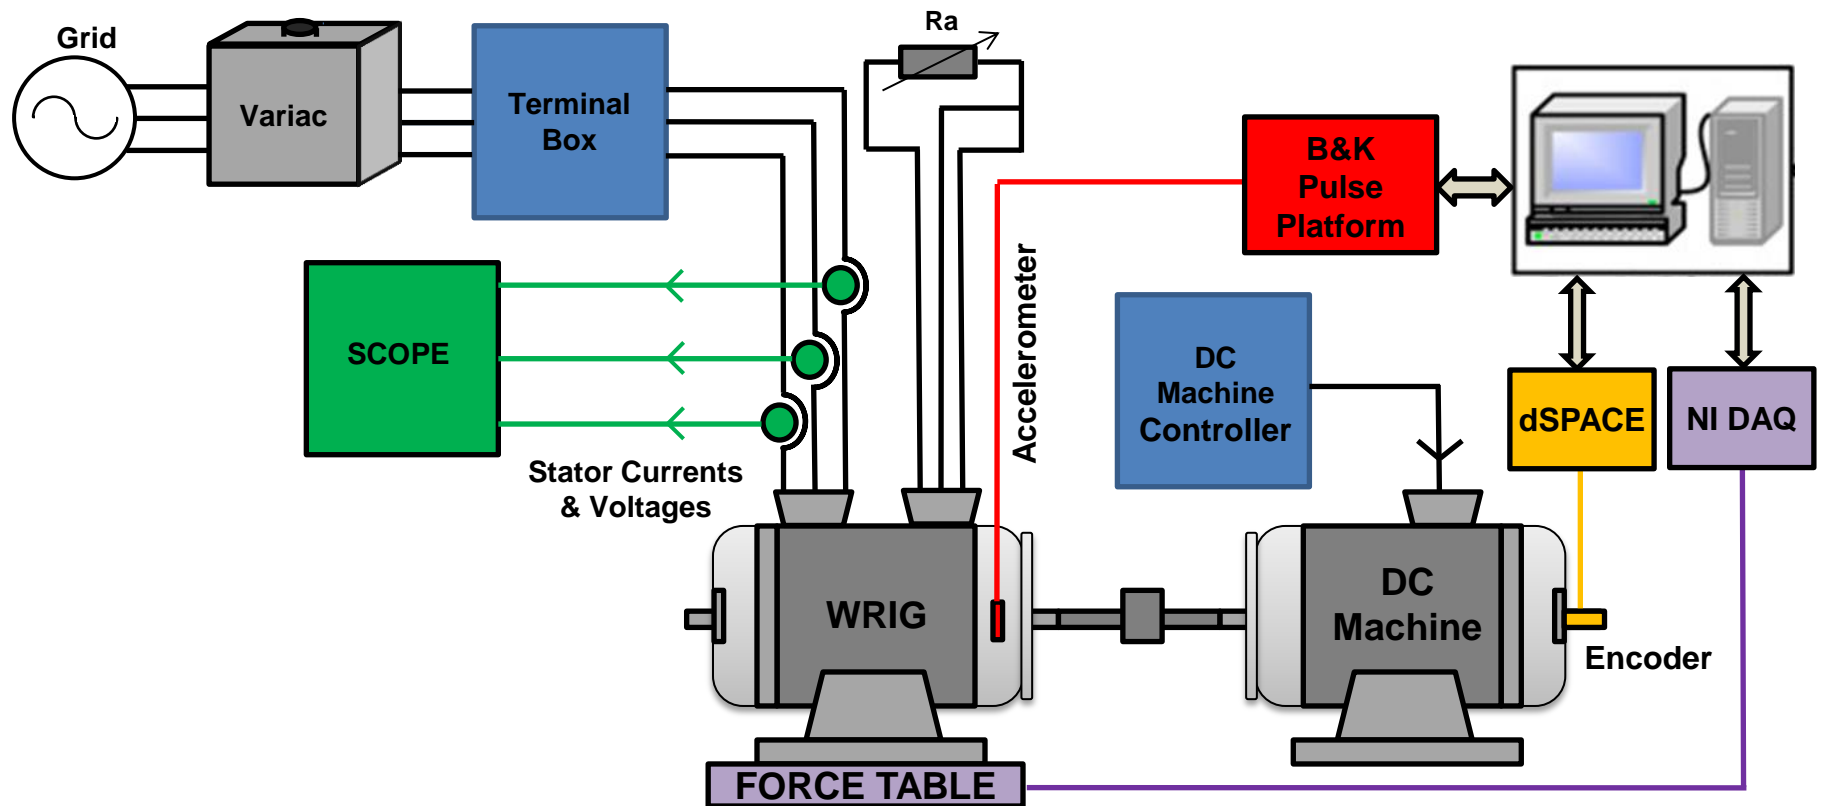 Grid
Variac
Terminal
Box
Ra
B&K
Pulse
Platform
Accelerometer
SCOPE
DC
Machine
Controller
dSPACE
NI DAQ
Stator Currents
& Voltages
WRIG
DC
Machine
Encoder
FORCE TABLE